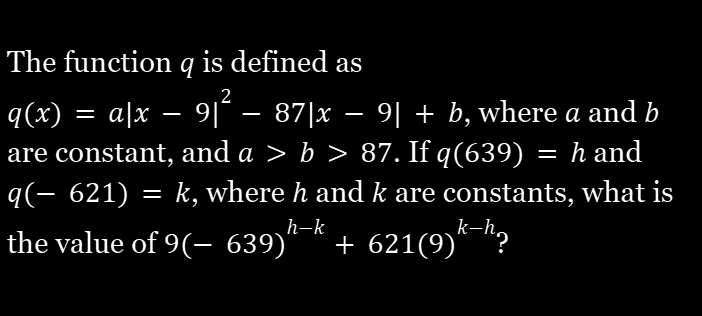 The function q is defined as
q(x) = a|x − 9|² − 87|x − 9| + b, where a and b
are constant, and a > b > 87. If q(639) = h and
q(− 621) = k, where h and k are constants, what is
the value of 9(− 639)^{h−k} + 621(9)^{k−h}?